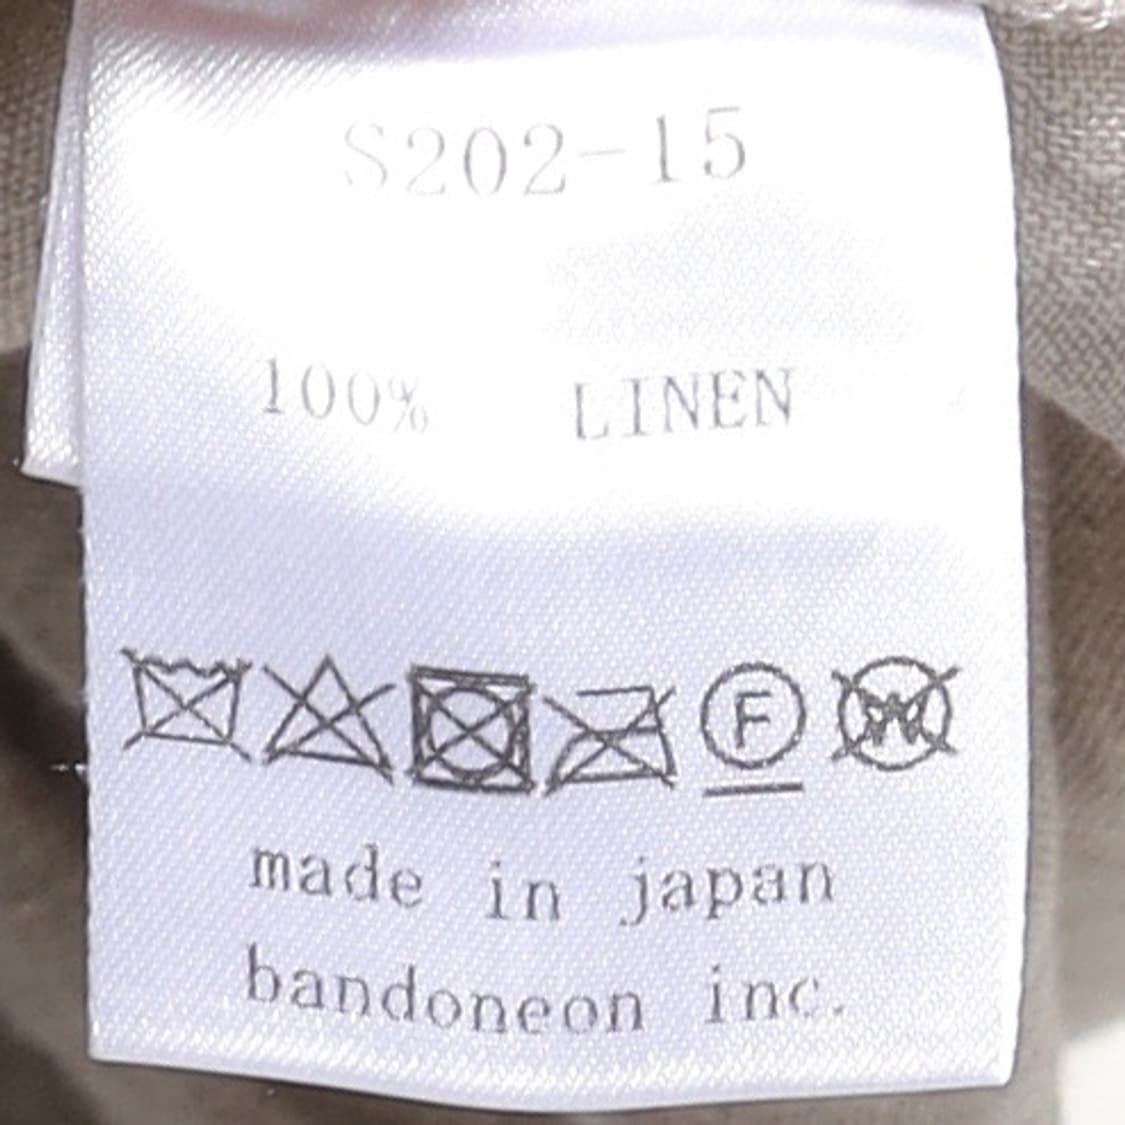 S202-15
100% LINEN
F W
made in japan
bandoneon inc.